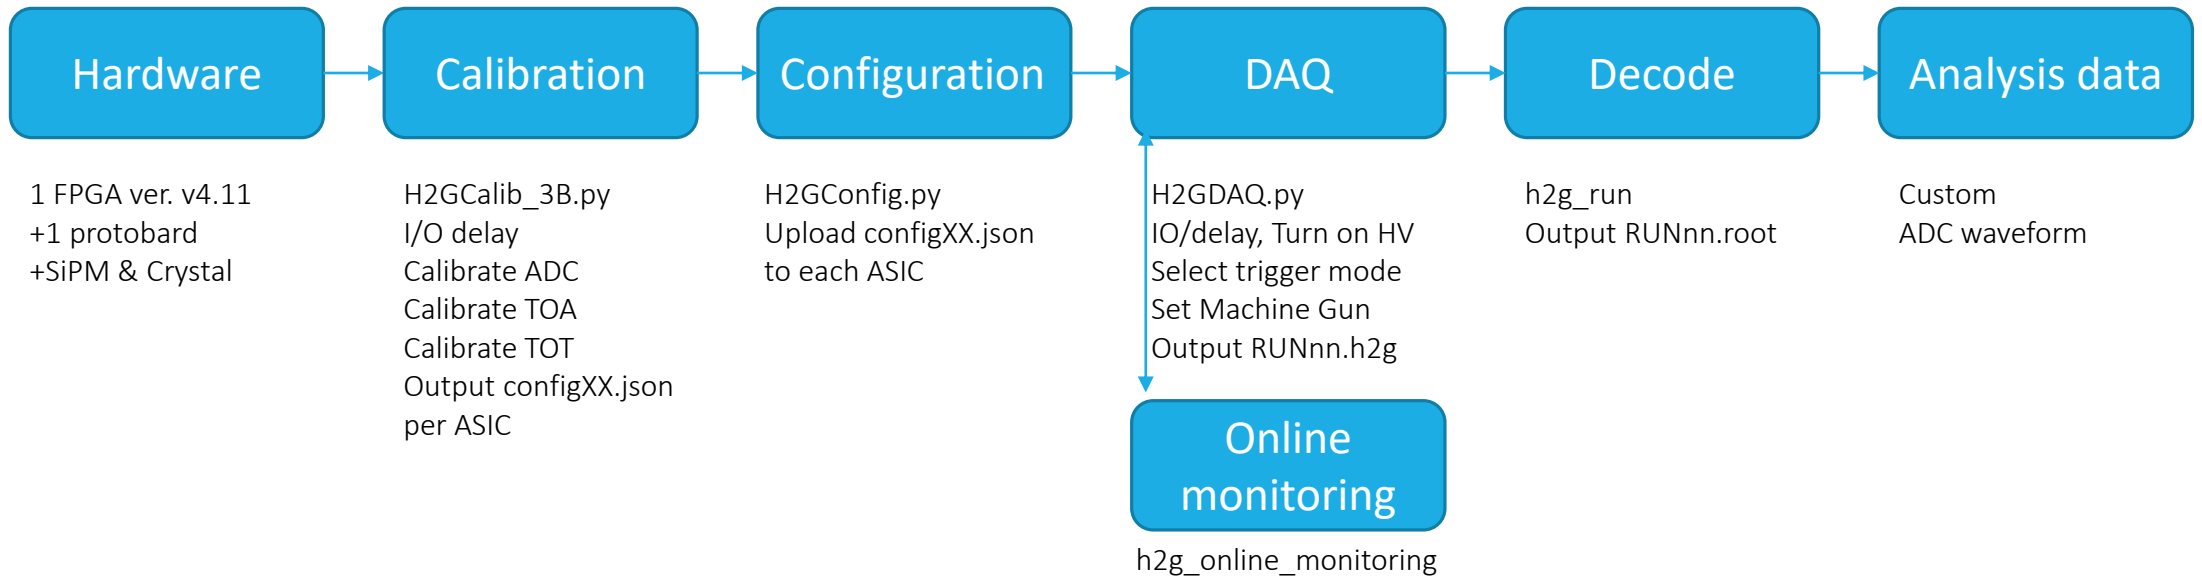 Hardware
Calibration
Configuration
DAQ
Decode
Analysis data
1 FPGA ver. v4.11
+1 protobard
+SiPM & Crystal
H2GCalib_3B.py
I/O delay
Calibrate ADC
Calibrate TOA
Calibrate TOT
Output configXX.json
per ASIC
H2GConfig.py
Upload configXX.json
to each ASIC
H2GDAQ.py
IO/delay, Turn on HV
Select trigger mode
Set Machine Gun
Output RUNnn.h2g
h2g_run
Output RUNnn.root
Custom
ADC waveform
Online
monitoring
h2g_online_monitoring